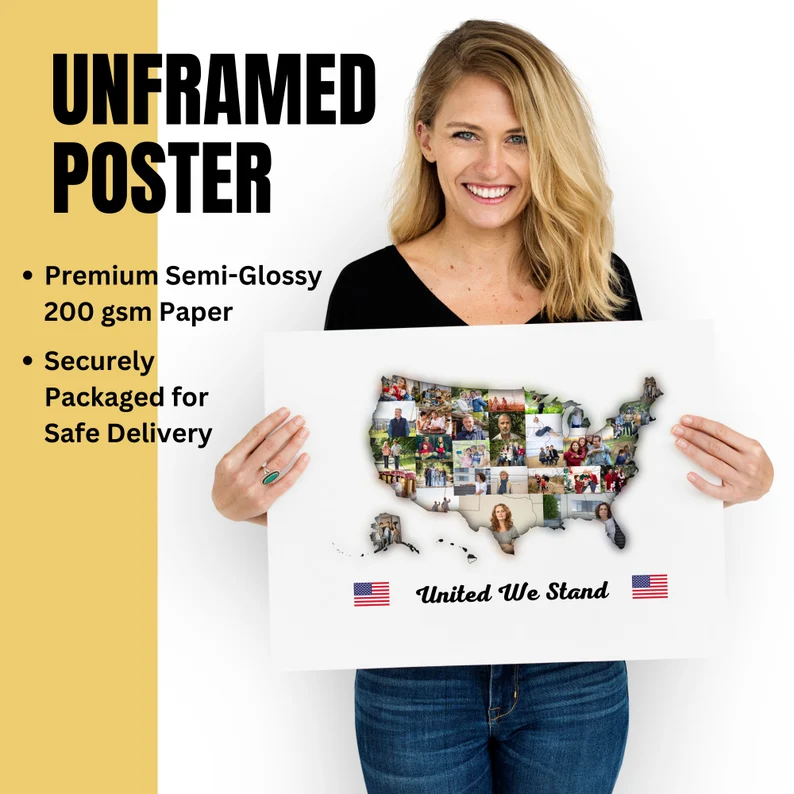 UNFRAMED
POSTER
• Premium Semi-Glossy
200 gsm Paper
• Securely
Packaged for
Safe Delivery
United We Stand